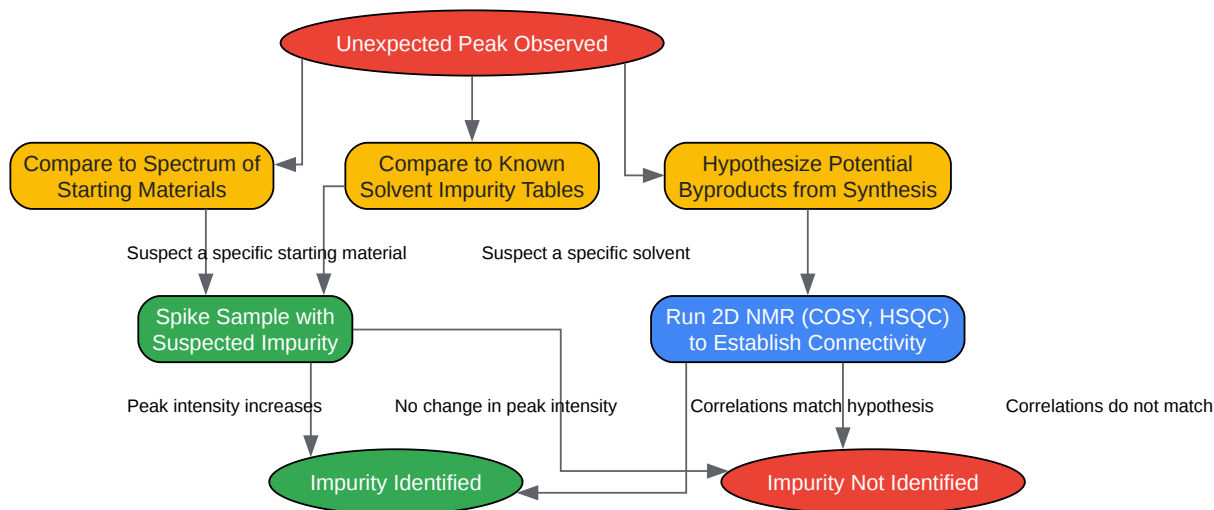 Unexpected Peak Observed
Compare to Spectrum of
Starting Materials
Compare to Known
Solvent Impurity Tables
Hypothesize Potential
Byproducts from Synthesis
Suspect a specific starting material
Suspect a specific solvent
Spike Sample with
Suspected Impurity
Run 2D NMR (COSY, HSQC)
to Establish Connectivity
Peak intensity increases
No change in peak intensity
Correlations match hypothesis
Correlations do not match
Impurity Identified
Impurity Not Identified